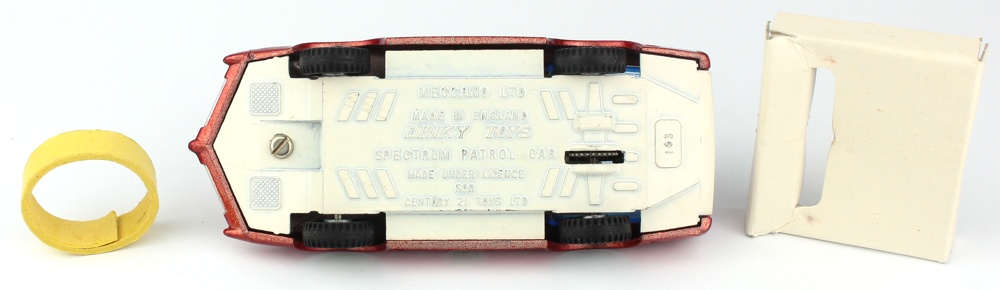 MECCANO LTD
MADE IN ENGLAND
DINKY TOYS
SPECTRUM PATROL CAR
MADE UNDER LICENCE
FOR
CENTURY 21 TOYS LTD
103